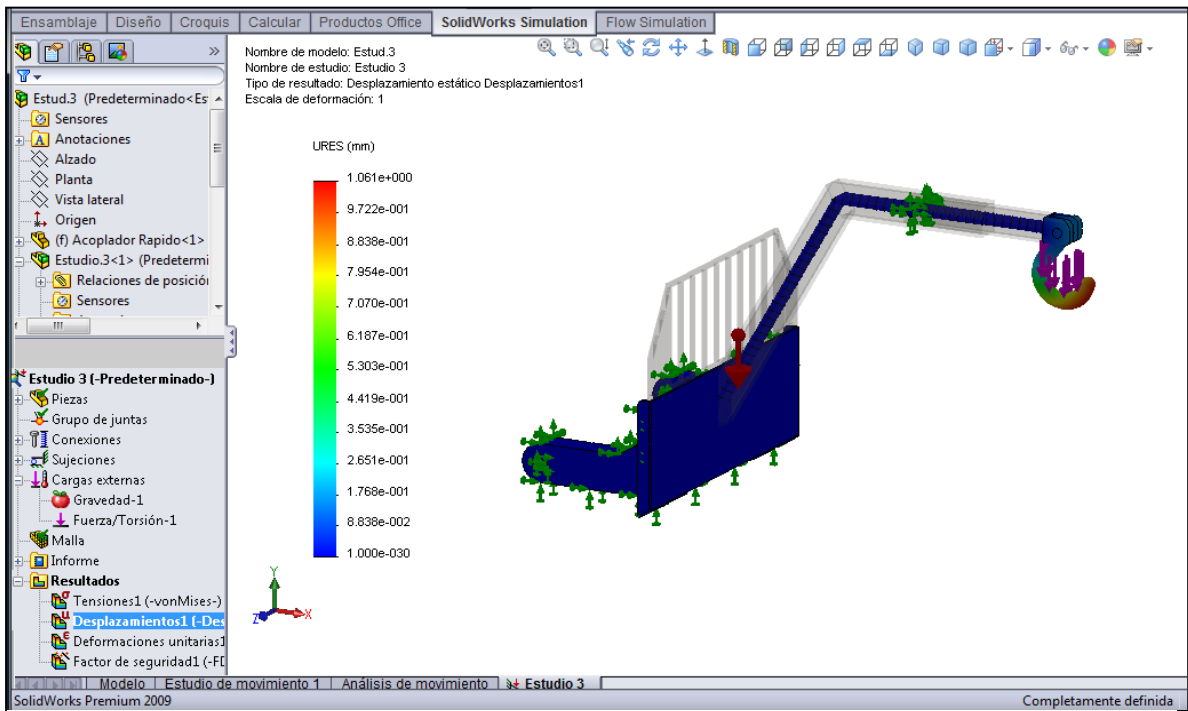 Ensamblaje Diseño Croquis Calcular Productos Office SolidWorks Simulation Flow Simulation
Nombre de modelo: Estud.3
Nombre de estudio: Estudio 3
Tipo de resultado: Desplazamiento estático Desplazamientos1
Escala de deformación: 1
Estud.3 (Predeterminado<Es
Sensores
Anotaciones
Alzado
Planta
Vista lateral
Origen
(f) Acoplador Rapido<1>
Estudio.3<1> (Predetermi
Relaciones de posición
Sensores
Estudio 3 (-Predeterminado-)
Piezas
Grupo de juntas
Conexiones
Sujeciones
Cargas externas
Gravedad-1
Fuerza/Torsión-1
Malla
Informe
Resultados
Tensiones1 (-vonMises-)
Desplazamientos1 (-Des
Deformaciones unitarias1
Factor de seguridad1 (-FD
URES (mm)
1.061e+000
9.722e-001
8.838e-001
7.954e-001
7.070e-001
6.187e-001
5.303e-001
4.419e-001
3.535e-001
2.651e-001
1.768e-001
8.838e-002
1.000e-030
Y
Z X
Modelo Estudio de movimiento 1 Análisis de movimiento Estudio 3
SolidWorks Premium 2009 Completamente definida